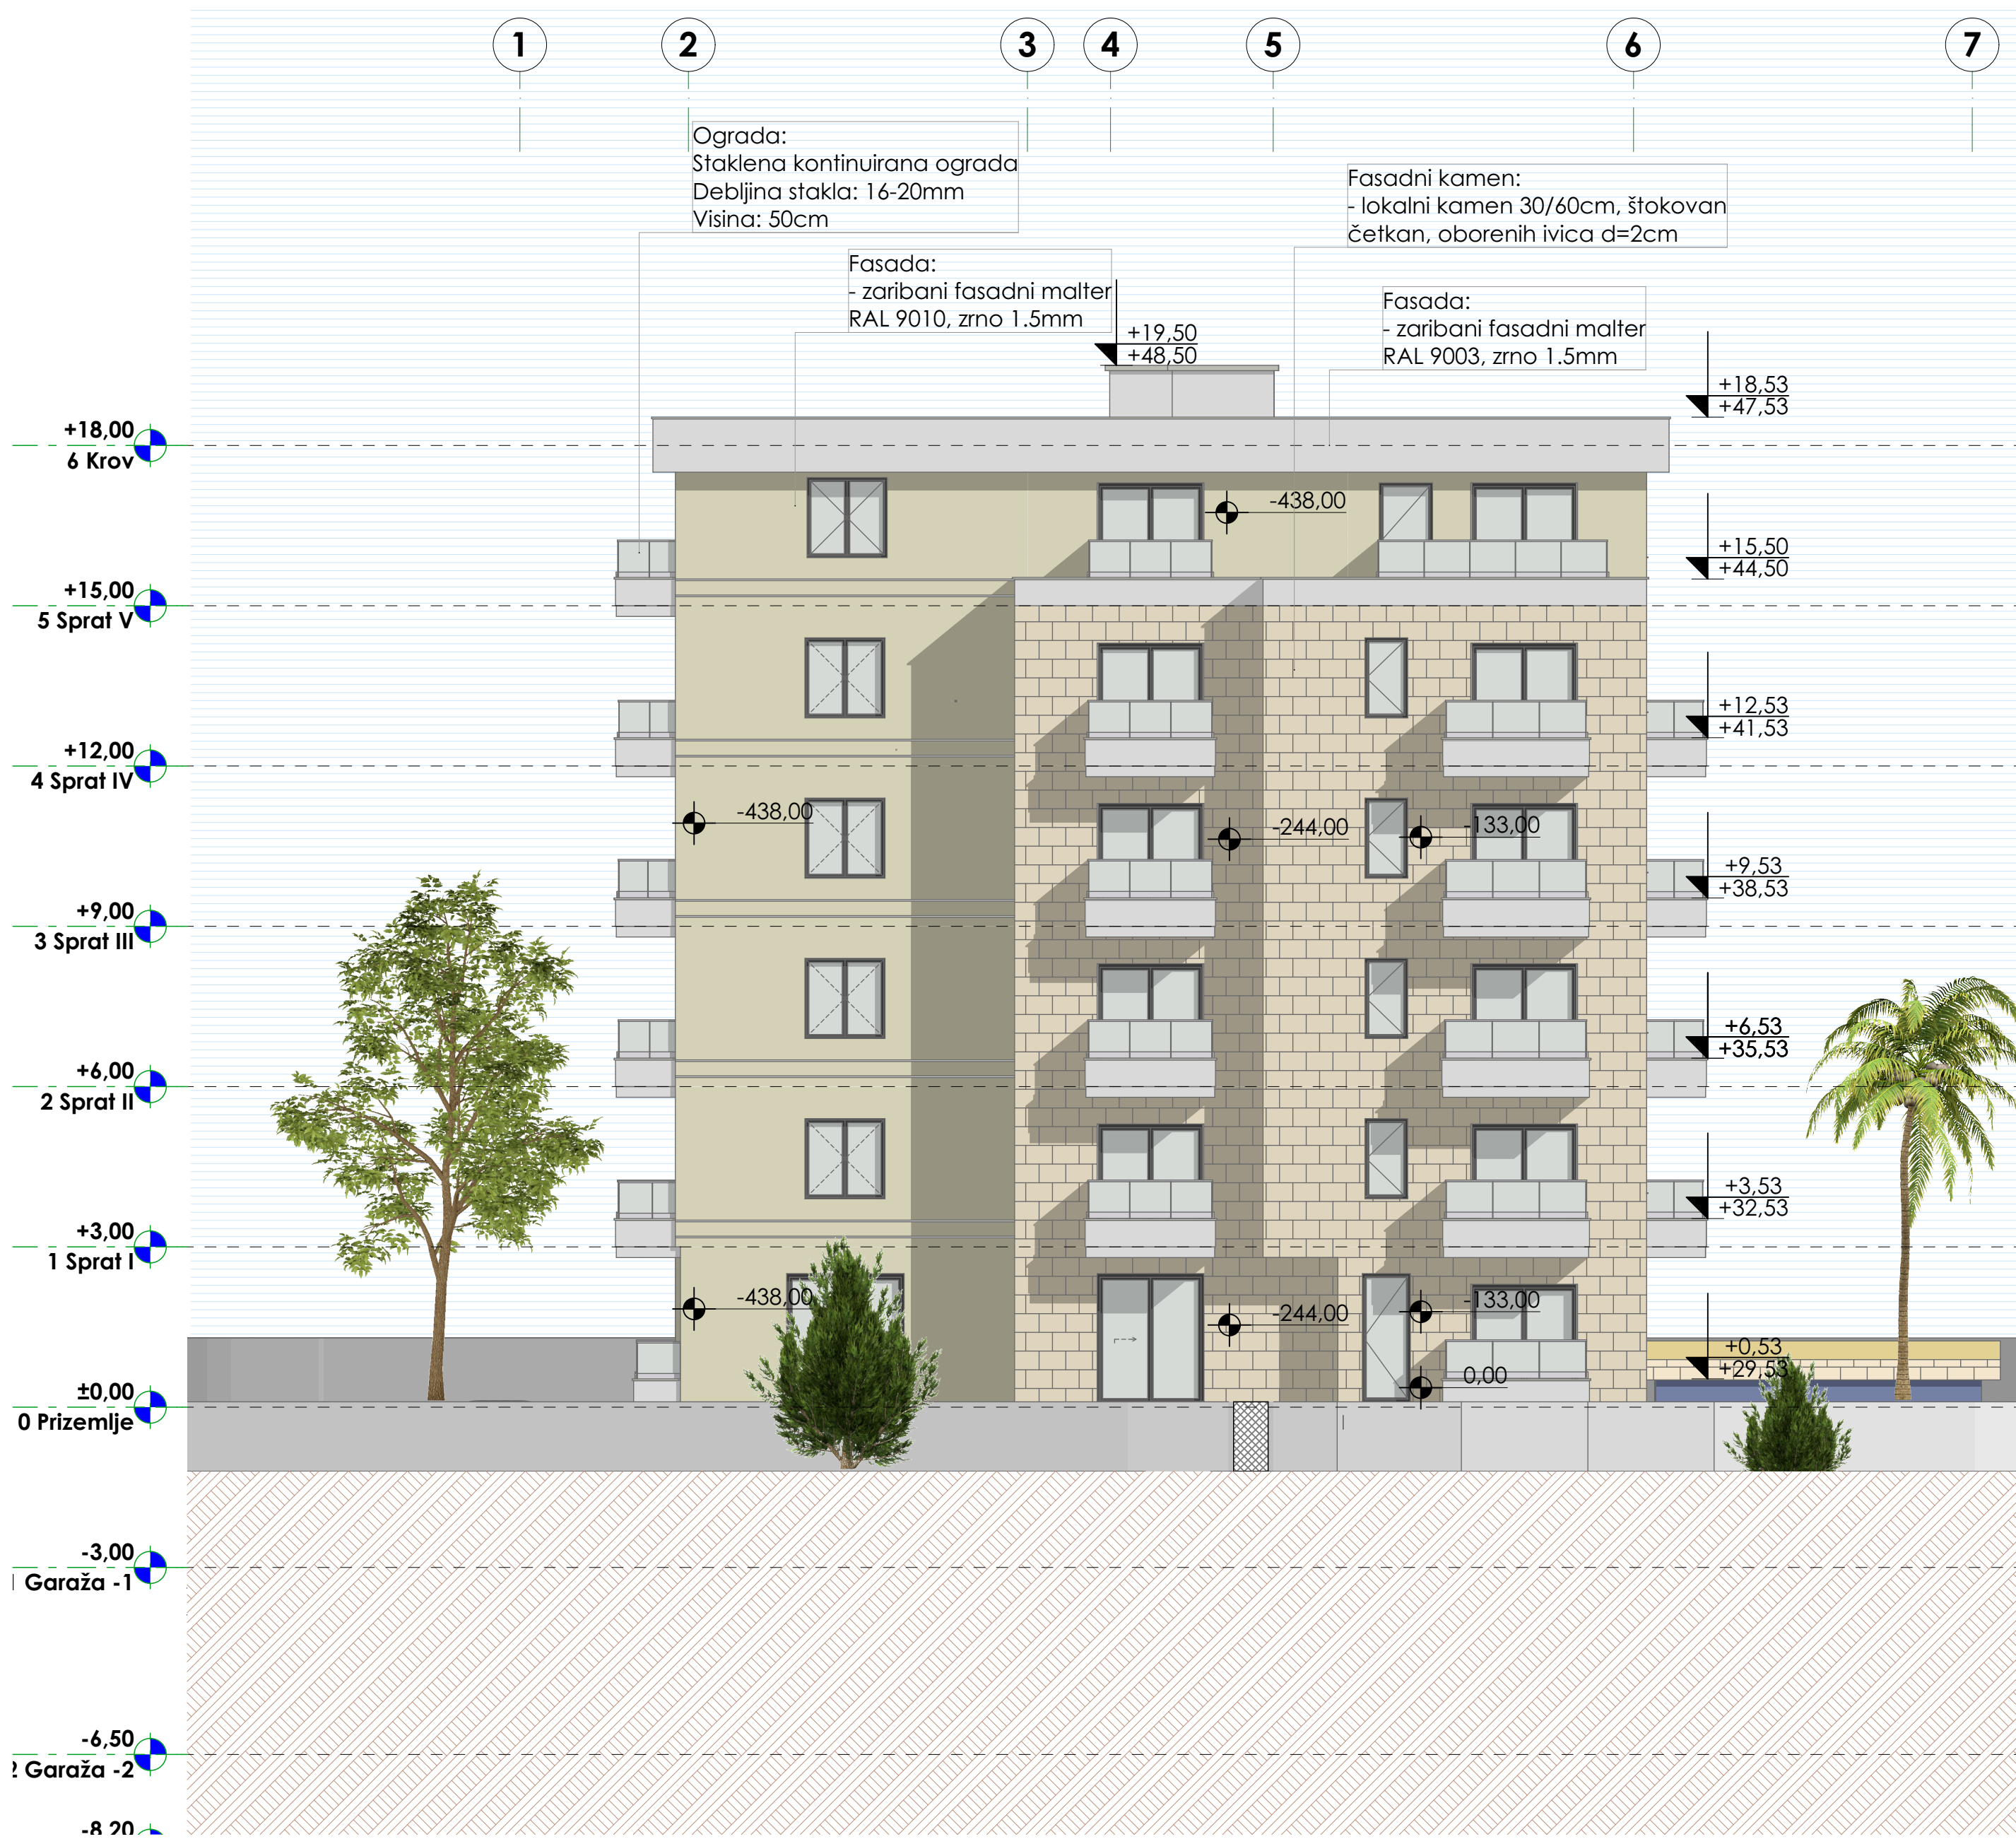 1 2 3 4 5 6 7
Ograda:
Staklena kontinuirana ograda
Debljina stakla: 16-20mm
Visina: 50cm
Fasadni kamen:
- lokalni kamen 30/60cm, štokovan
četkan, oborenih ivica d=2cm
Fasada:
- zaribani fasadni malter
RAL 9010, zrno 1.5mm
Fasada:
- zaribani fasadni malter
RAL 9003, zrno 1.5mm
+19,50
+48,50
+18,53
+47,53
+18,00
6 Krov
-438,00
+15,50
+44,50
+15,00
5 Sprat V
+12,53
+41,53
+12,00
4 Sprat IV
-438,00
-244,00
-133,00
+9,53
+38,53
+9,00
3 Sprat III
+6,53
+35,53
+6,00
2 Sprat II
+3,53
+32,53
+3,00
1 Sprat I
-438,00
-244,00
-133,00
+0,53
+29,53
0,00
±0,00
0 Prizemlje
-3,00
Garaža -1
-6,50
2 Garaža -2
-8,20